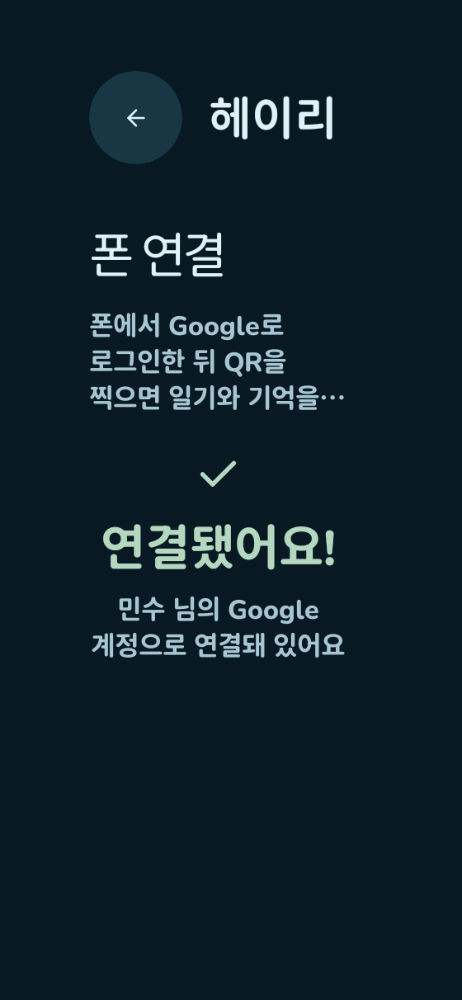 헤이리
폰 연결
폰에서 Google로
로그인한 뒤 QR을
찍으면 일기와 기억을…
연결됐어요!
민수 님의 Google
계정으로 연결돼 있어요